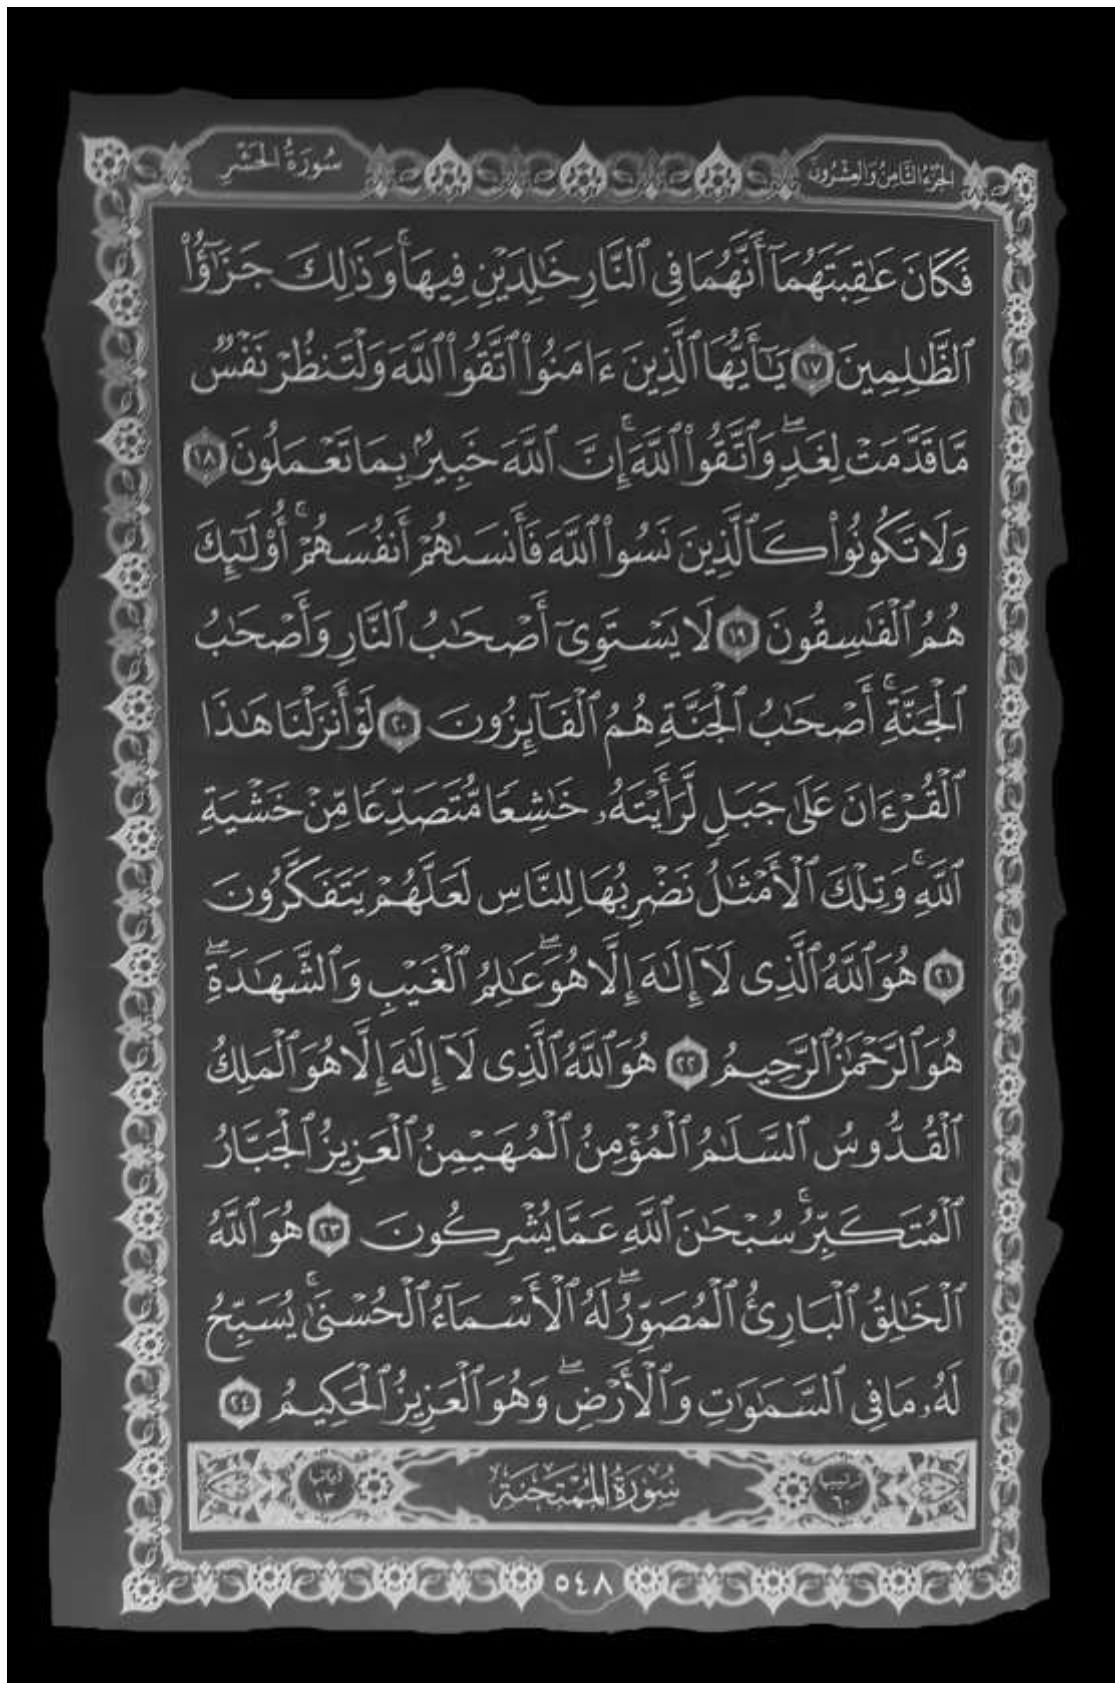 الجزء الثامن والعشرون
سورة الحشر
فَكَانَ عَٰقِبَتَهُمَآ أَنَّهُمَا فِى ٱلنَّارِ خَٰلِدَيْنِ فِيهَا ۚ وَذَٰلِكَ جَزَٰٓؤُا۟
ٱلظَّٰلِمِينَ ١٧ يَٰٓأَيُّهَا ٱلَّذِينَ ءَامَنُوا۟ ٱتَّقُوا۟ ٱللَّهَ وَلْتَنظُرْ نَفْسٌ
مَّا قَدَّمَتْ لِغَدٍ ۖ وَٱتَّقُوا۟ ٱللَّهَ ۚ إِنَّ ٱللَّهَ خَبِيرٌۢ بِمَا تَعْمَلُونَ ١٨
وَلَا تَكُونُوا۟ كَٱلَّذِينَ نَسُوا۟ ٱللَّهَ فَأَنسَىٰهُمْ أَنفُسَهُمْ ۚ أُو۟لَٰٓئِكَ
هُمُ ٱلْفَٰسِقُونَ ١٩ لَا يَسْتَوِىٓ أَصْحَٰبُ ٱلنَّارِ وَأَصْحَٰبُ
ٱلْجَنَّةِ ۚ أَصْحَٰبُ ٱلْجَنَّةِ هُمُ ٱلْفَآئِزُونَ ٢٠ لَوْ أَنزَلْنَا هَٰذَا
ٱلْقُرْءَانَ عَلَىٰ جَبَلٍ لَّرَأَيْتَهُۥ خَٰشِعًا مُّتَصَدِّعًا مِّنْ خَشْيَةِ
ٱللَّهِ ۚ وَتِلْكَ ٱلْأَمْثَٰلُ نَضْرِبُهَا لِلنَّاسِ لَعَلَّهُمْ يَتَفَكَّرُونَ
٢١ هُوَ ٱللَّهُ ٱلَّذِى لَآ إِلَٰهَ إِلَّا هُوَ ۖ عَٰلِمُ ٱلْغَيْبِ وَٱلشَّهَٰدَةِ ۖ
هُوَ ٱلرَّحْمَٰنُ ٱلرَّحِيمُ ٢٢ هُوَ ٱللَّهُ ٱلَّذِى لَآ إِلَٰهَ إِلَّا هُوَ ٱلْمَلِكُ
ٱلْقُدُّوسُ ٱلسَّلَٰمُ ٱلْمُؤْمِنُ ٱلْمُهَيْمِنُ ٱلْعَزِيزُ ٱلْجَبَّارُ
ٱلْمُتَكَبِّرُ ۚ سُبْحَٰنَ ٱللَّهِ عَمَّا يُشْرِكُونَ ٢٣ هُوَ ٱللَّهُ
ٱلْخَٰلِقُ ٱلْبَارِئُ ٱلْمُصَوِّرُ ۖ لَهُ ٱلْأَسْمَآءُ ٱلْحُسْنَىٰ ۚ يُسَبِّحُ
لَهُۥ مَا فِى ٱلسَّمَٰوَٰتِ وَٱلْأَرْضِ ۖ وَهُوَ ٱلْعَزِيزُ ٱلْحَكِيمُ ٢٤
ترتيبها ٦٠ سُورَةُ المُمْتَحنَة آياتها ١٣
٥٤٨